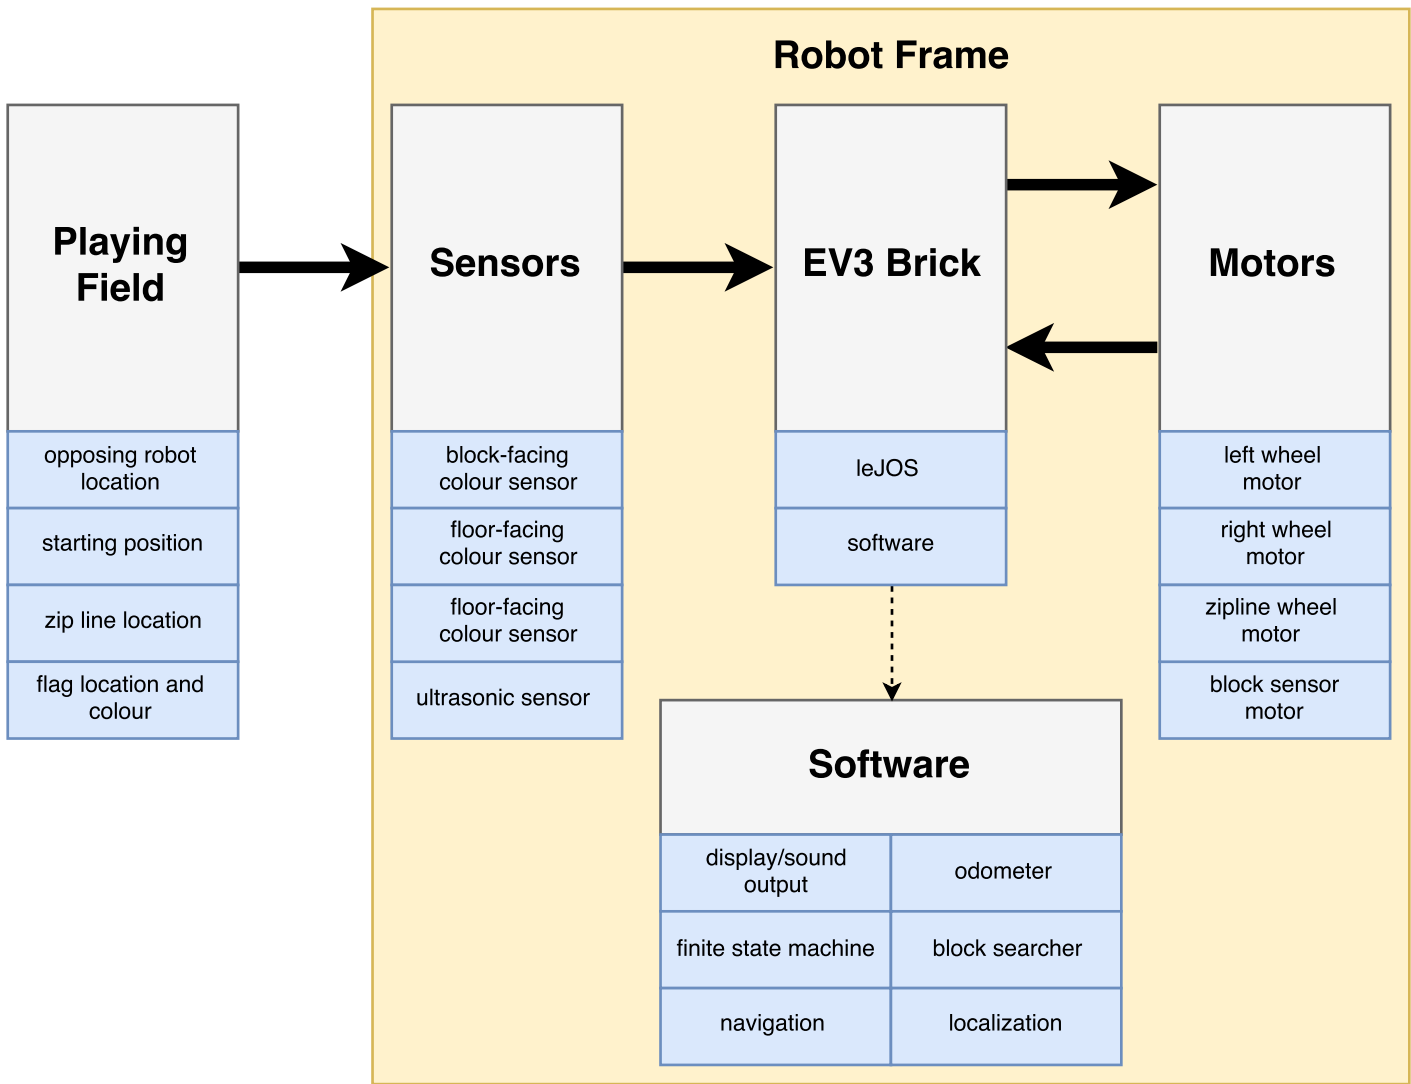 Robot Frame
Playing
Field
opposing robot
location
starting position
zip line location
flag location and
colour
Sensors
block-facing
colour sensor
floor-facing
colour sensor
floor-facing
colour sensor
ultrasonic sensor
EV3 Brick
leJOS
software
Motors
left wheel
motor
right wheel
motor
zipline wheel
motor
block sensor
motor
Software
display/sound
output
odometer
finite state machine
block searcher
navigation
localization